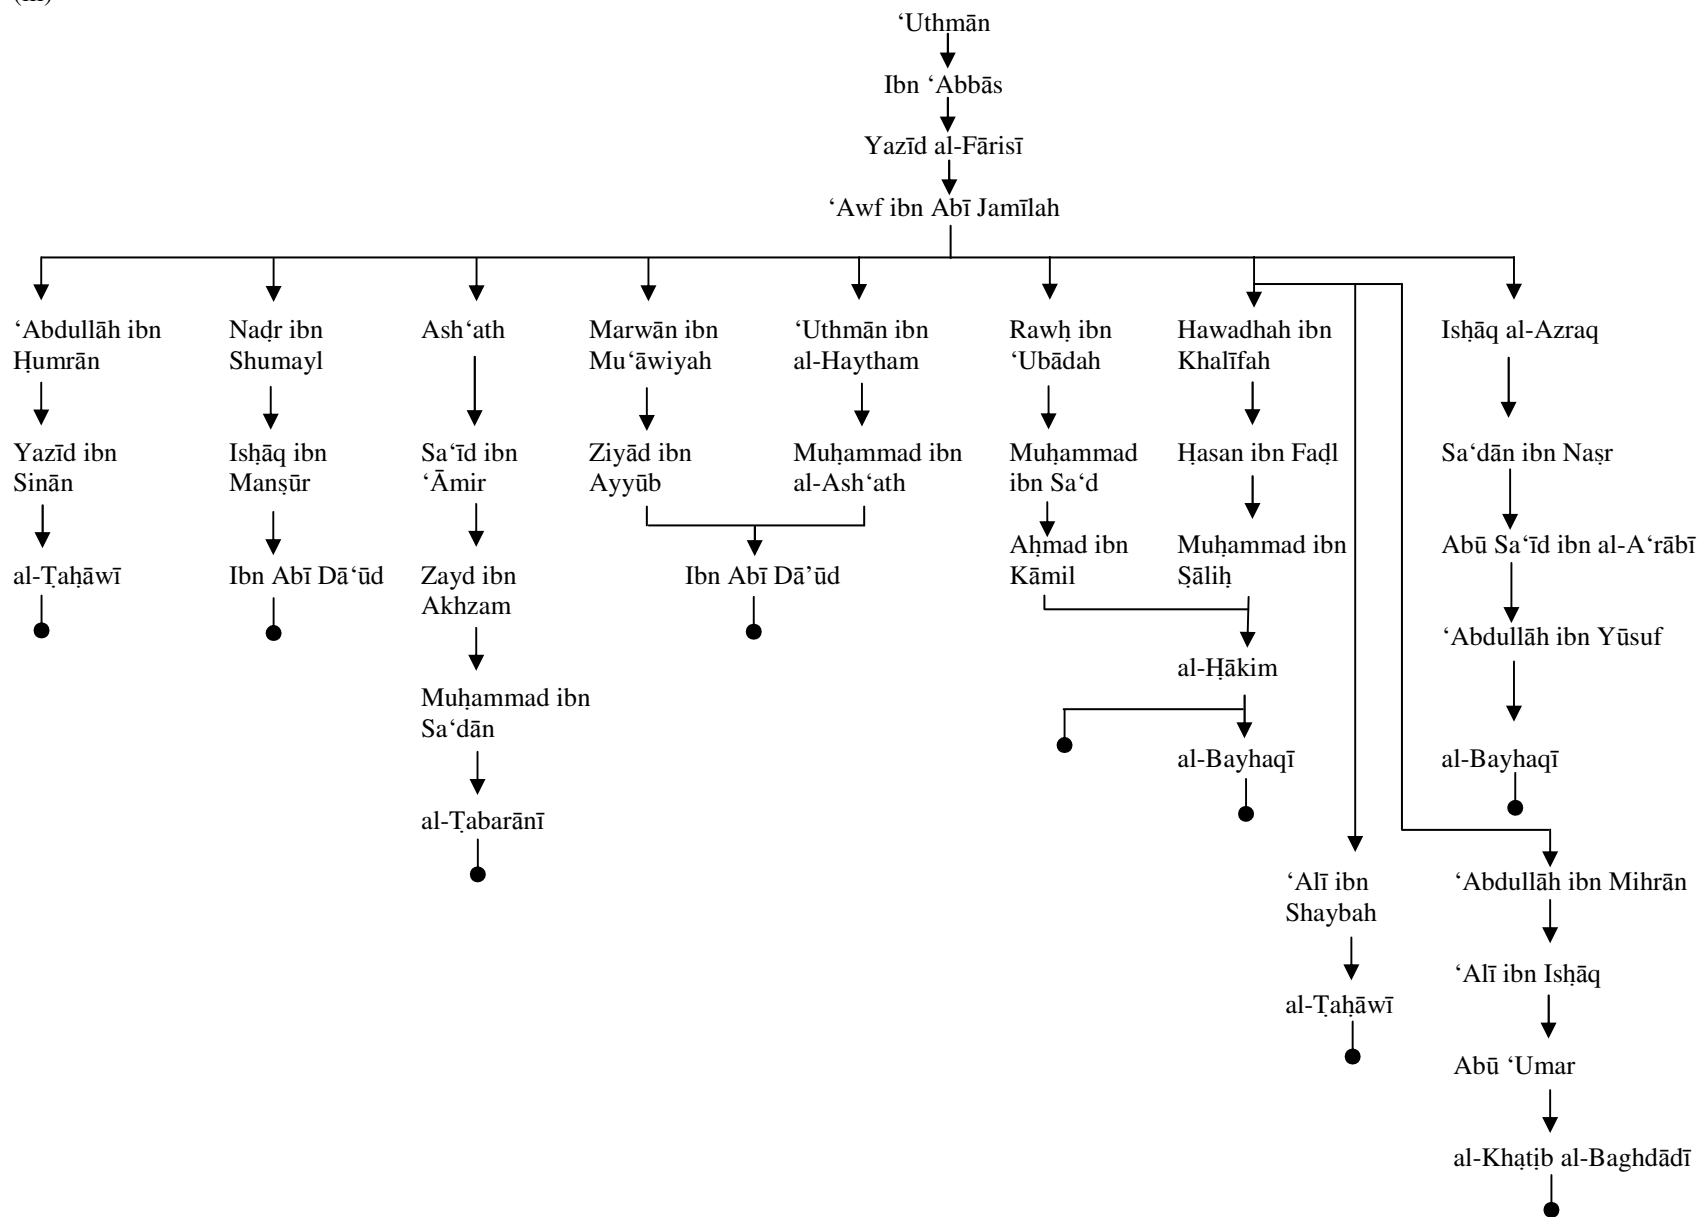 ‘Uthmān
Ibn ‘Abbās
Yazīd al-Fārisī
‘Awf ibn Abī Jamīlah
‘Abdullāh ibn
Ḥumrān
Naḍr ibn
Shumayl
Ash‘ath
Marwān ibn
Mu‘āwiyah
‘Uthmān ibn
al-Haytham
Rawḥ ibn
‘Ubādah
Hawadhah ibn
Khalīfah
Isḥāq al-Azraq
Yazīd ibn
Sinān
Isḥāq ibn
Manṣūr
Sa‘īd ibn
‘Āmir
Ziyād ibn
Ayyūb
Muḥammad ibn
al-Ash‘ath
Muḥammad
ibn Sa‘d
Ḥasan ibn Faḍl
Sa‘dān ibn Naṣr
al-Ṭaḥāwī
Ibn Abī Dā‘ūd
Zayd ibn
Akhzam
Ibn Abī Dā’ūd
Aḥmad ibn
Kāmil
Muḥammad ibn
Ṣāliḥ
Abū Sa‘īd ibn al-A‘rābī
‘Abdullāh ibn Yūsuf
al-Ḥākim
Muḥammad ibn
Sa‘dān
al-Bayhaqī
al-Bayhaqī
al-Ṭabarānī
‘Alī ibn
Shaybah
‘Abdullāh ibn Mihrān
‘Alī ibn Isḥāq
al-Ṭaḥāwī
Abū ‘Umar
al-Khạtịb al-Baghdādī